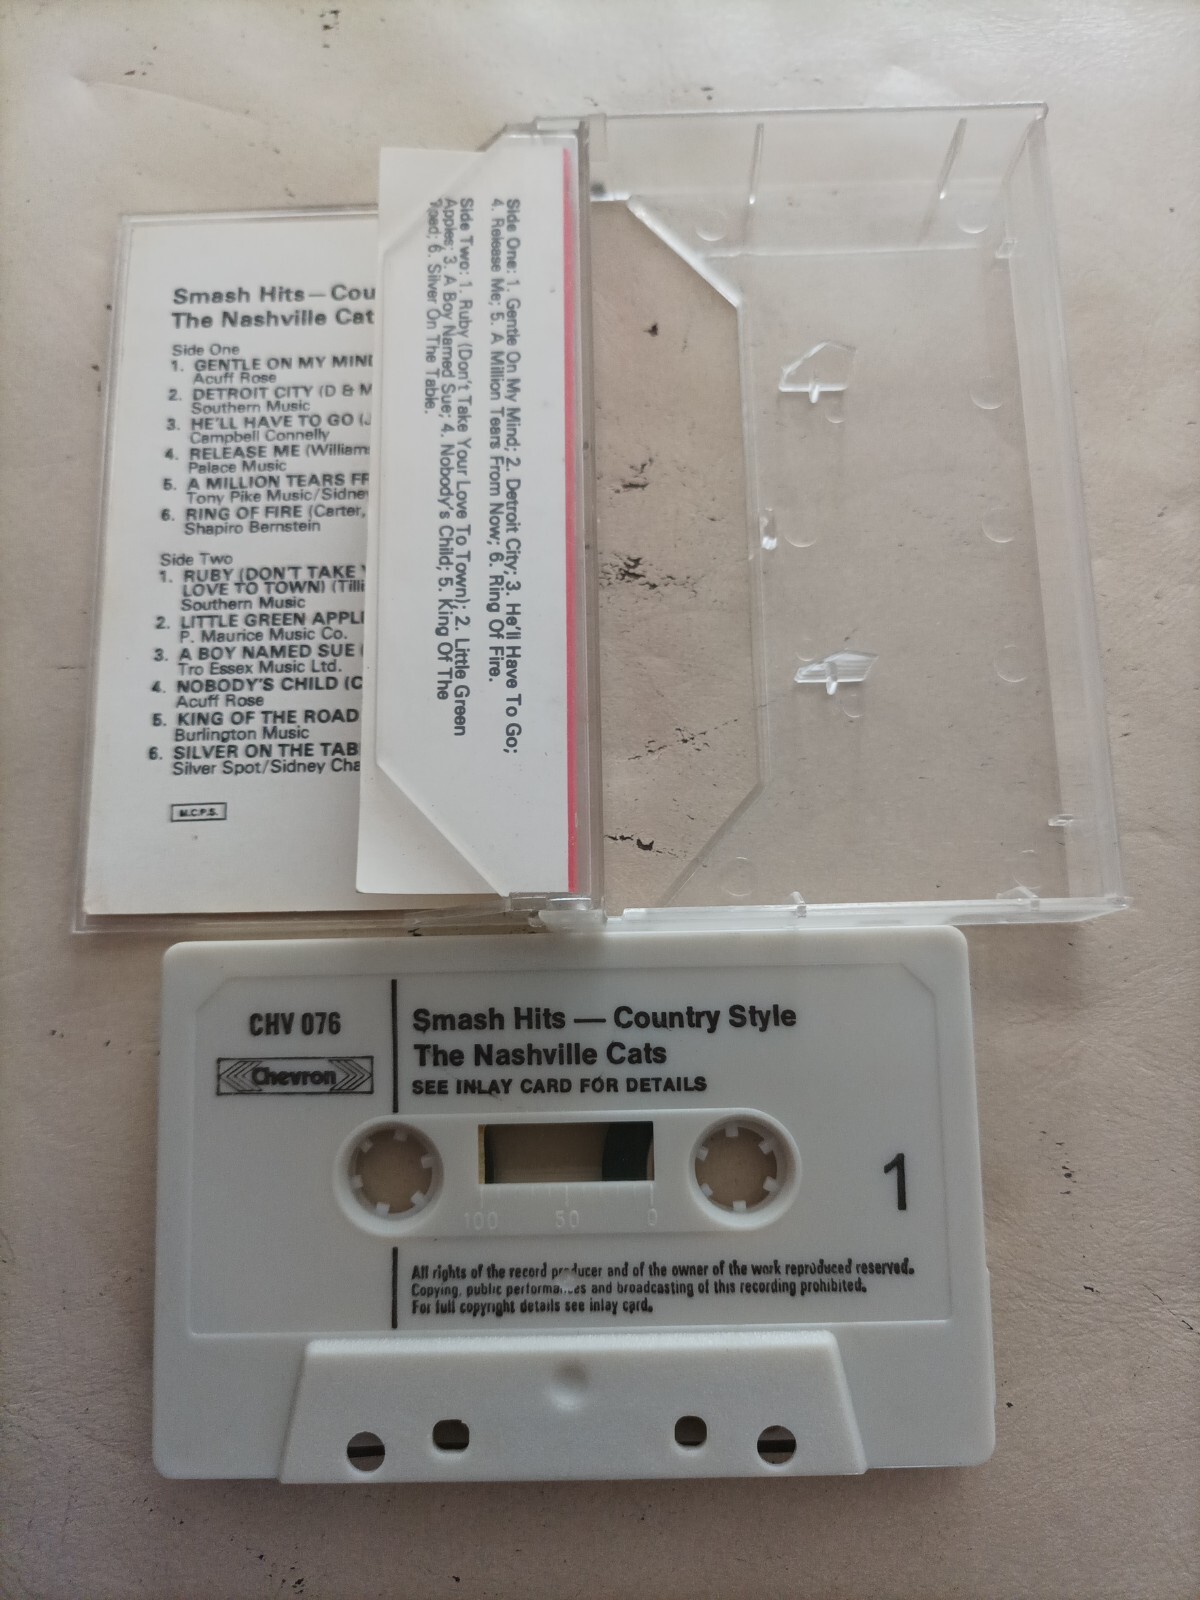 Smash Hits — Cou
The Nashville Cat
Side One
1. GENTLE ON MY MIND
Acuff Rose
2. DETROIT CITY (D & M
Southern Music
3. HE'LL HAVE TO GO (J
Campbell Connelly
4. RELEASE ME (William
Palace Music
5. A MILLION TEARS FR
Tony Pike Music/Sidney
6. RING OF FIRE (Carter,
Shapiro Bernstein
Side Two
1. RUBY (DON'T TAKE Y
LOVE TO TOWN) (Tilli
Southern Music
2. LITTLE GREEN APPL
P. Maurice Music Co.
3. A BOY NAMED SUE (
Tro Essex Music Ltd.
4. NOBODY'S CHILD (C
Acuff Rose
5. KING OF THE ROAD
Burlington Music
6. SILVER ON THE TAB
Silver Spot/Sidney Cha
M.C.P.S.
Side One: 1. Gentle On My Mind; 2. Detroit City; 3. He'll Have To Go;
4. Release Me; 5. A Million Tears From Now; 6. Ring Of Fire.
Side Two: 1. Ruby (Don't Take Your Love To Town); 2. Little Green
Apples; 3. A Boy Named Sue; 4. Nobody's Child; 5. King Of The
Road; 6. Silver On The Table.
CHV 076
Chevron
Smash Hits — Country Style
The Nashville Cats
SEE INLAY CARD FOR DETAILS
100 50 0
1
All rights of the record producer and of the owner of the work reproduced reserved.
Copying, public performances and broadcasting of this recording prohibited.
For full copyright details see inlay card.